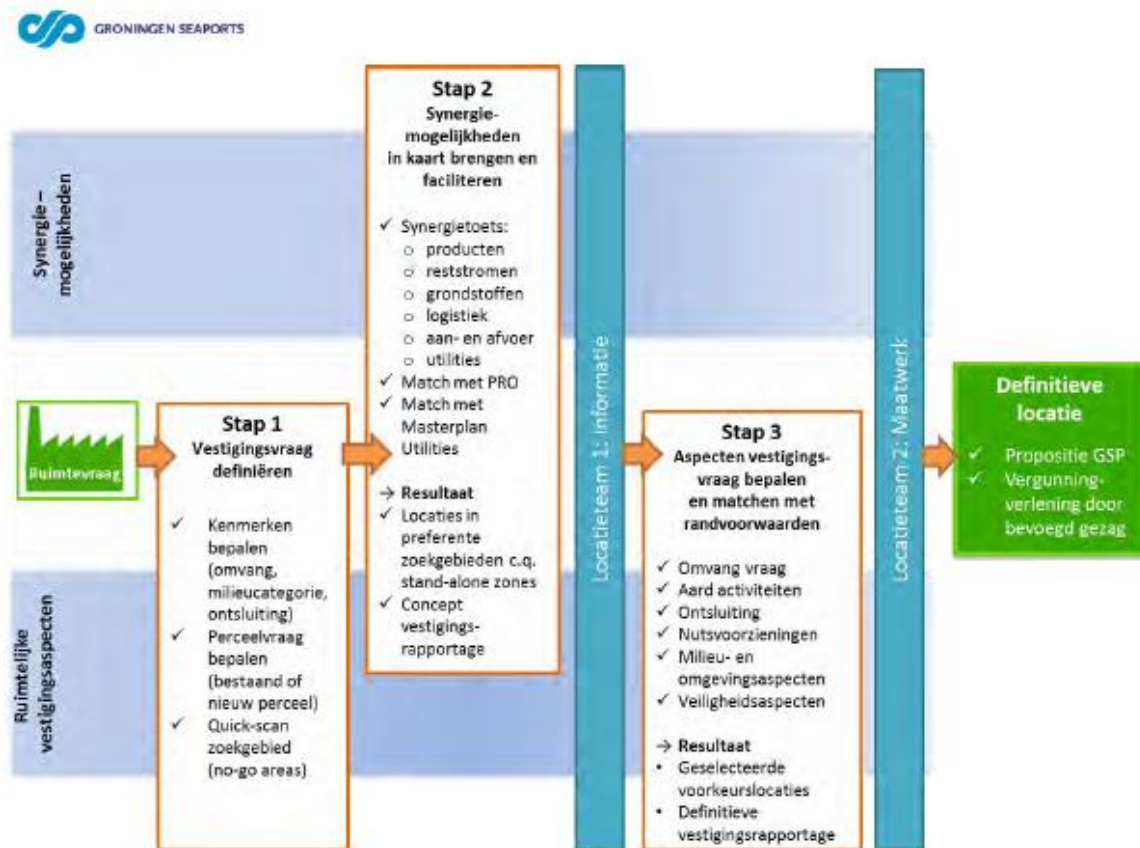 GRONINGEN SEAPORTS
Synergie–
mogelijkheden
Ruimtelijke
vestigingsaspecten
Ruimtevraag
Stap 1
Vestigingsvraag
definiëren
✓ Kenmerken
bepalen
(omvang,
milieucategorie,
ontsluiting)
✓ Perceelvraag
bepalen
(bestaand of
nieuw perceel)
✓ Quick-scan
zoekgebied
(no-go areas)
Stap 2
Synergie-
mogelijkheden
in kaart brengen en
faciliteren
✓ Synergietoets:
o producten
o reststromen
o grondstoffen
o logistiek
o aan- en afvoer
o utilities
✓ Match met PRO
✓ Match met
Masterplan
Utilities
→ Resultaat
✓ Locaties in
preferente
zoekgebieden c.q.
stand-alone zones
✓ Concept
vestigings-
rapportage
Locatieteam 1: Informatie
Stap 3
Aspecten vestigings-
vraag bepalen
en matchen met
randvoorwaarden
✓ Omvang vraag
✓ Aard activiteiten
✓ Ontsluiting
✓ Nutsvoorzieningen
✓ Milieu- en
omgevingsaspecten
✓ Veiligheidsaspecten
→ Resultaat
• Geselecteerde
voorkeurslocaties
• Definitieve
vestigingsrapportage
Locatieteam 2: Maatwerk
Definitieve
locatie
✓ Propositie GSP
✓ Vergunning-
verlening door
bevoegd gezag